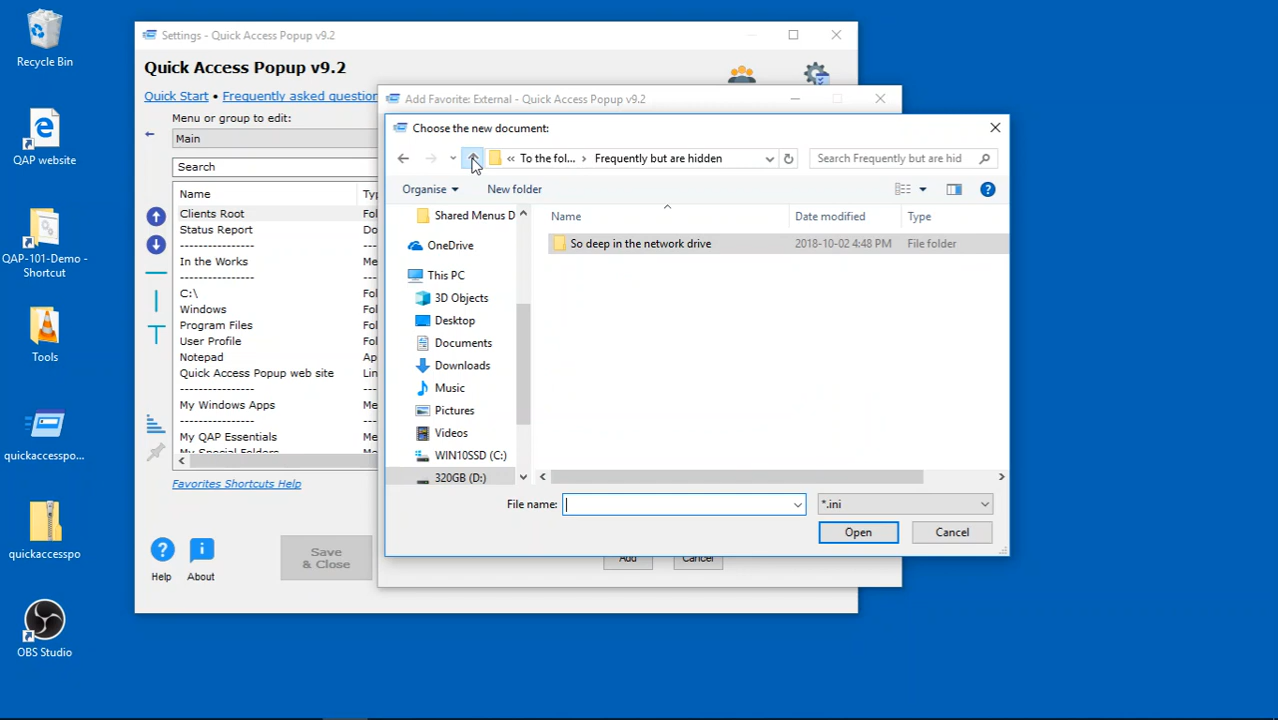 Recycle Bin
QAP website
QAP-101-Demo -
Shortcut
Tools
quickaccesspo...
quickaccesspo
OBS Studio
Settings - Quick Access Popup v9.2
Quick Access Popup v9.2
Quick Start • Frequently asked question
Menu or group to edit:
Main
Search
Name Ty
Clients Root Fol
Status Report Do
---------------- ---
In the Works Me
---------------- ---
C:\ Fol
Windows Fol
Program Files Fol
User Profile Fol
Notepad Ap
Quick Access Popup web site Lin
---------------- ---
My Windows Apps Me
---------------- ---
My QAP Essentials Me
My Special Folders Me
Favorites Shortcuts Help
Help
About
Save
& Close
Add Favorite: External - Quick Access Popup v9.2
Choose the new document:
« To the fol... › Frequently but are hidden
Search Frequently but are hid
Organise
New folder
Shared Menus D
OneDrive
This PC
3D Objects
Desktop
Documents
Downloads
Music
Pictures
Videos
WIN10SSD (C:)
320GB (D:)
Name Date modified Type
So deep in the network drive 2018-10-02 4:48 PM File folder
File name:
*.ini
Open
Cancel
Add
Cancel